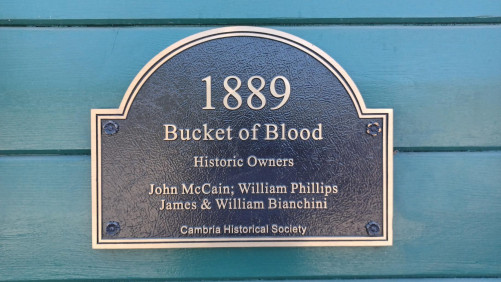 1889
Bucket of Blood
Historic Owners
John McCain; William Phillips
James & William Bianchini
Cambria Historical Society